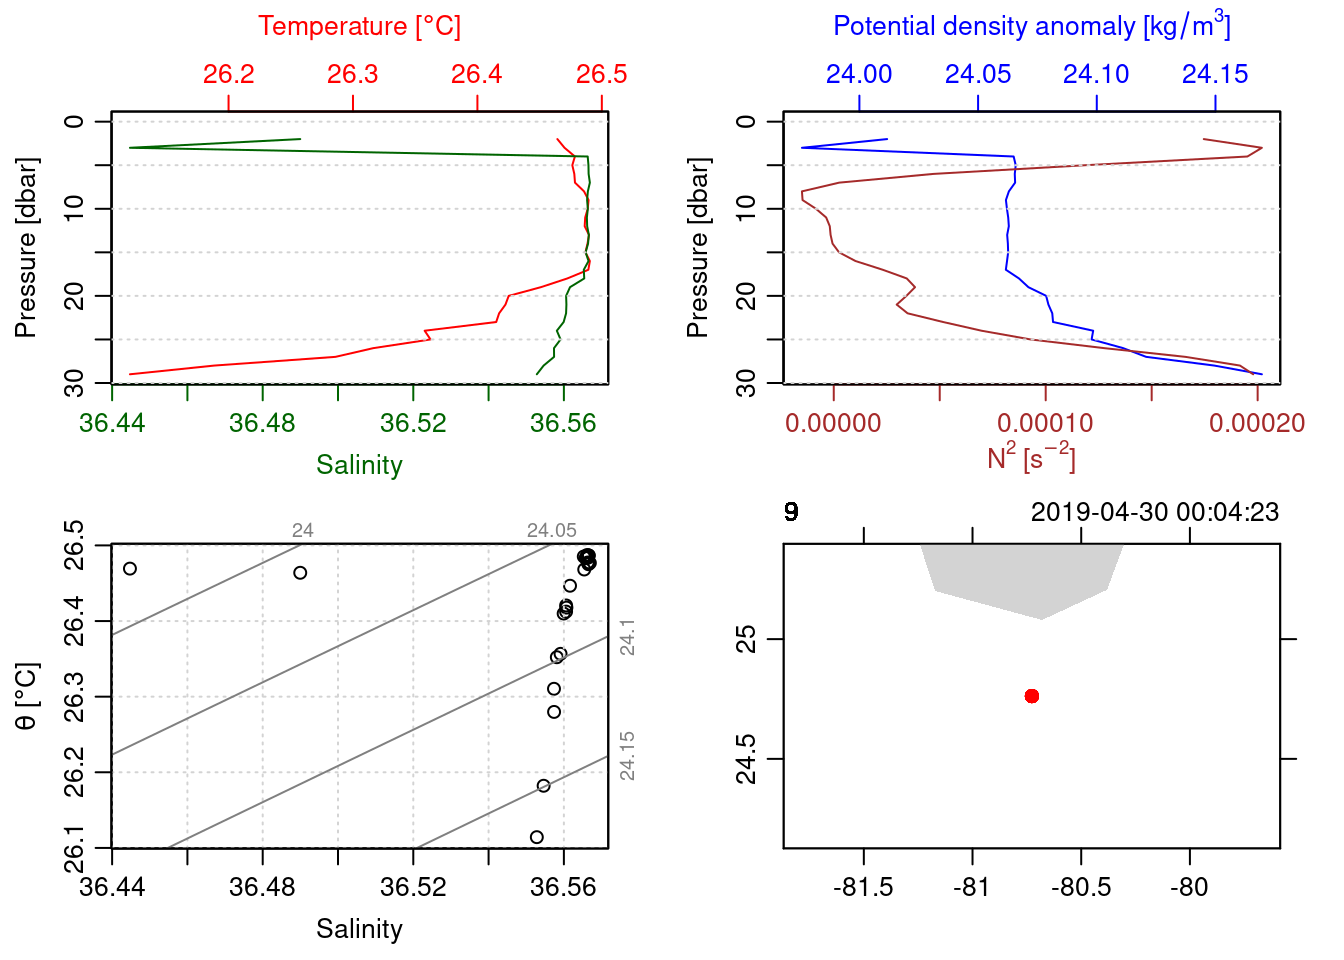 Temperature [°C]
26.2 26.3 26.4 26.5
Pressure [dbar]
0 10 20 30
36.44 36.48 36.52 36.56
Salinity
Potential density anomaly [kg/m³]
24.00 24.05 24.10 24.15
Pressure [dbar]
0 10 20 30
0.00000 0.00010 0.00020
N² [s⁻²]
24 24.05
24.1
24.15
θ [°C]
26.5 26.4 26.3 26.2 26.1
36.44 36.48 36.52 36.56
Salinity
2019-04-30 00:04:23
25
24.5
-81.5 -81 -80.5 -80